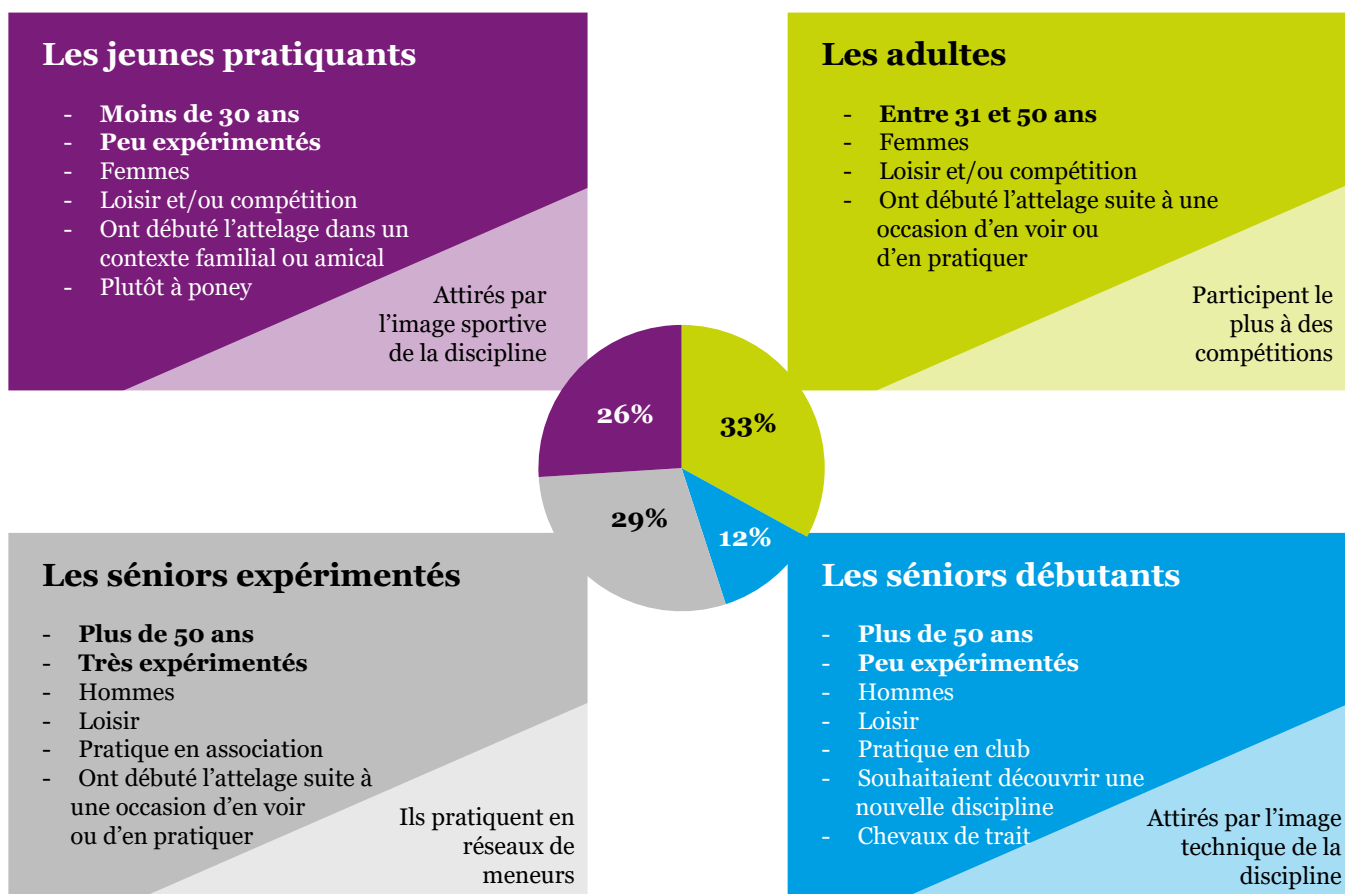 Les jeunes pratiquants
- Moins de 30 ans
- Peu expérimentés
- Femmes
- Loisir et/ou compétition
- Ont débuté l’attelage dans un
contexte familial ou amical
- Plutôt à poney
Attirés par
l’image sportive
de la discipline
Les adultes
- Entre 31 et 50 ans
- Femmes
- Loisir et/ou compétition
- Ont débuté l’attelage suite à une
occasion d’en voir ou
d’en pratiquer
Participent le
plus à des
compétitions
26%
33%
29%
12%
Les séniors expérimentés
- Plus de 50 ans
- Très expérimentés
- Hommes
- Loisir
- Pratique en association
- Ont débuté l’attelage suite à
une occasion d’en voir
ou d’en pratiquer
Ils pratiquent en
réseaux de
meneurs
Les séniors débutants
- Plus de 50 ans
- Peu expérimentés
- Hommes
- Loisir
- Pratique en club
- Souhaitaient découvrir une
nouvelle discipline
- Chevaux de trait
Attirés par l’image
technique de la
discipline